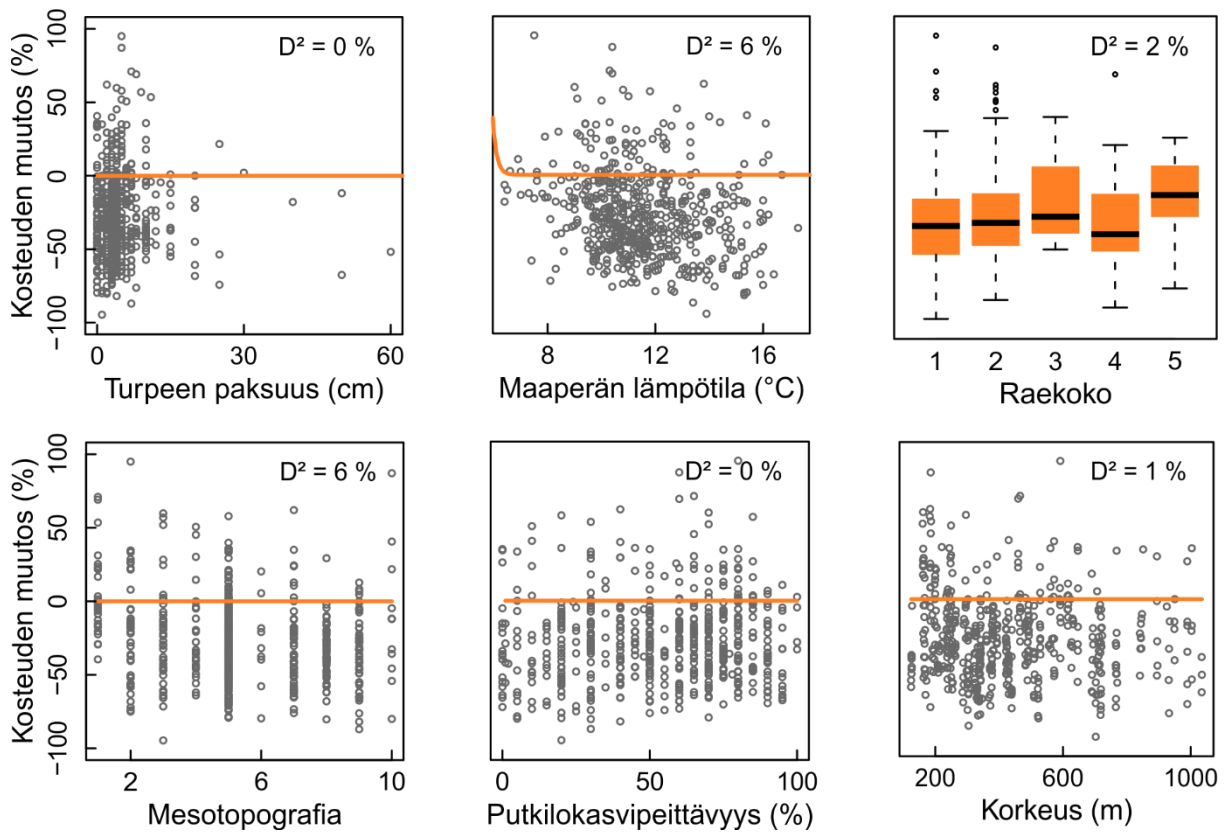 Kosteuden muutos (%)
100
50
0
−50
−100
D² = 0 %
0 30 60
Turpeen paksuus (cm)
D² = 6 %
8 12 16
Maaperän lämpötila (°C)
D² = 2 %
1 2 3 4 5
Raekoko
Kosteuden muutos (%)
100
50
0
−50
−100
D² = 6 %
2 6 10
Mesotopografia
D² = 0 %
0 50 100
Putkilokasvipeittävyys (%)
D² = 1 %
200 600 1000
Korkeus (m)